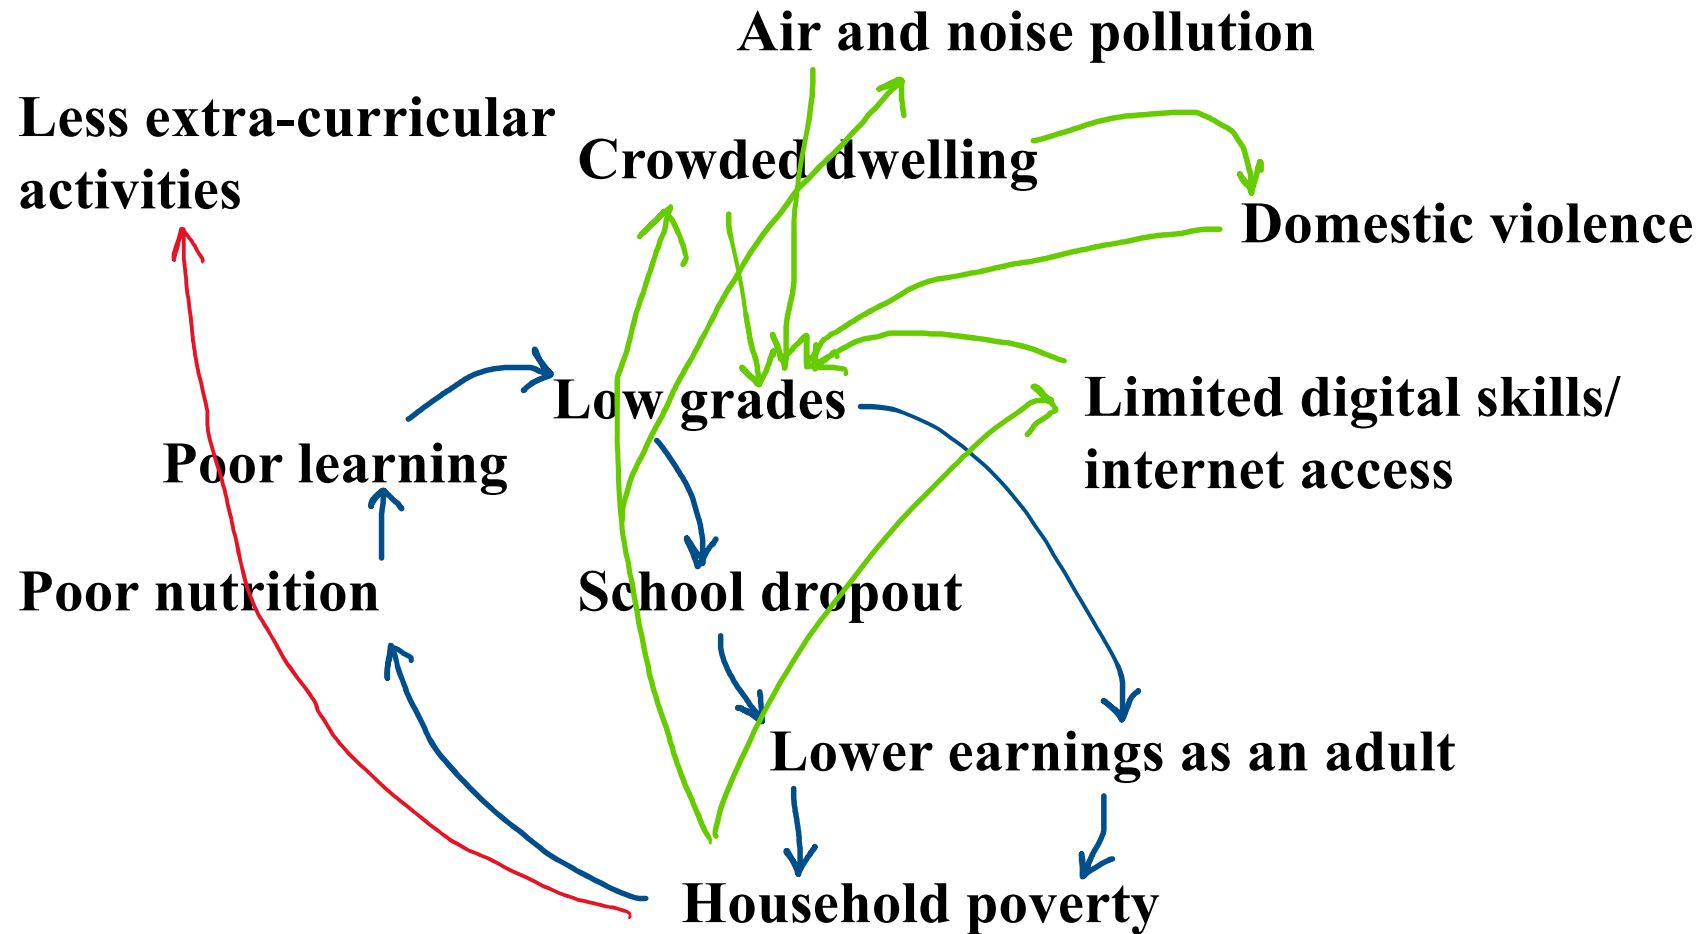 Air and noise pollution
Less extra-curricular
activities
Crowded dwelling
Domestic violence
Low grades
Limited digital skills/
internet access
Poor learning
Poor nutrition
School dropout
Lower earnings as an adult
Household poverty